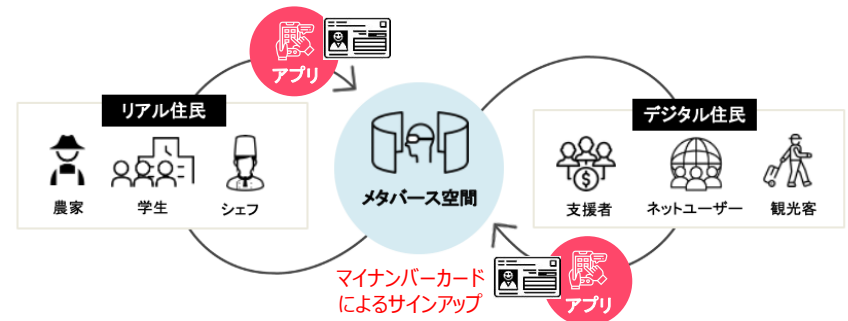 アプリ
リアル住民
農家
学生
シェフ
メタバース空間
デジタル住民
支援者
ネットユーザー
観光客
マイナンバーカード
によるサインアップ
アプリ